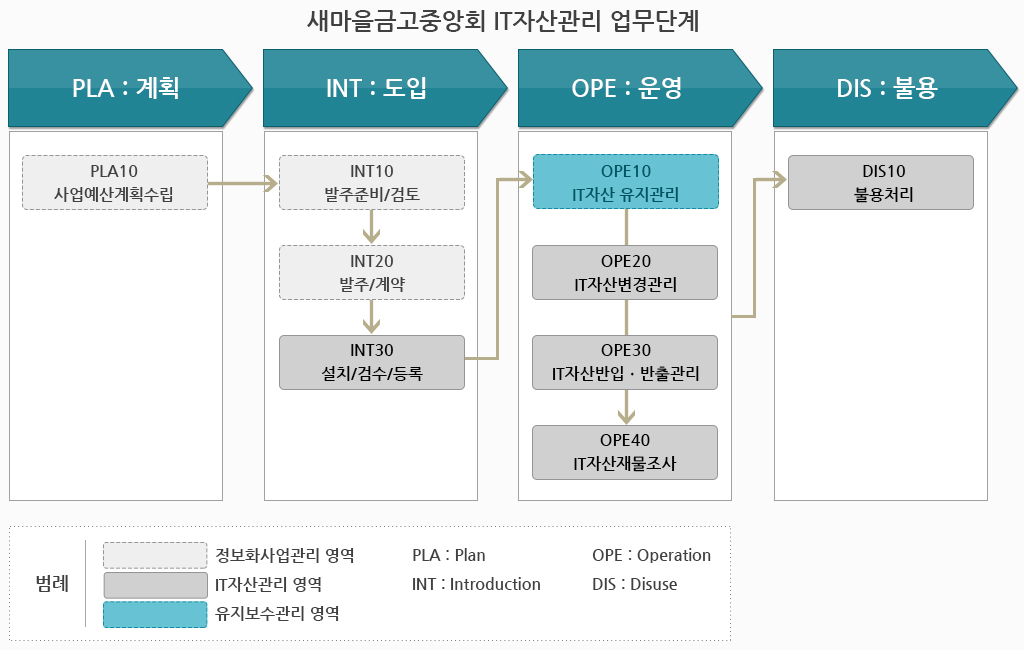 새마을금고중앙회 IT자산관리 업무단계
PLA : 계획
INT : 도입
OPE : 운영
DIS : 불용
PLA10
사업예산계획수립
INT10
발주준비/검토
INT20
발주/계약
INT30
설치/검수/등록
OPE10
IT자산 유지관리
OPE20
IT자산변경관리
OPE30
IT자산반입 · 반출관리
OPE40
IT자산재물조사
DIS10
불용처리
범례
정보화사업관리 영역
IT자산관리 영역
유지보수관리 영역
PLA : Plan
INT : Introduction
OPE : Operation
DIS : Disuse